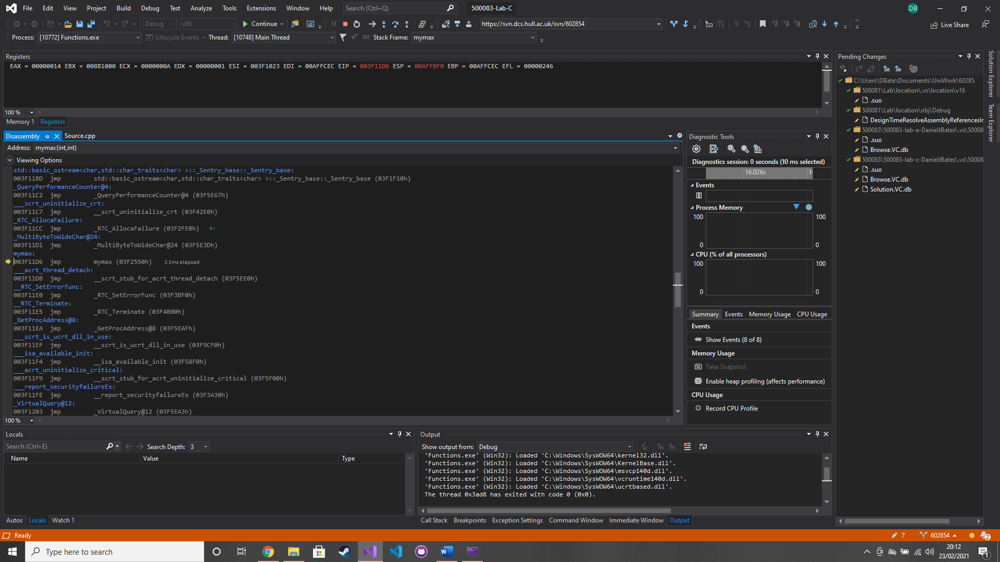 File Edit View Project Build Debug Test Analyze Tools Extensions Window Help Search (Ctrl+Q) 500083-Lab-C DB
Debug x86 Continue https://svn.dcs.hull.ac.uk/svn/602854 Live Share
Process: [10772] Functions.exe Lifecycle Events Thread: [10748] Main Thread Stack Frame: mymax
Registers
EAX = 00000014 EBX = 008B1000 ECX = 0000000A EDX = 00000001 ESI = 003F1023 EDI = 00AFFCEC EIP = 003F11D6 ESP = 00AFFBF0 EBP = 00AFFCEC EFL = 00000246
100 %
Memory 1 Registers
Disassembly Source.cpp
Address: mymax(int,int)
Viewing Options
std::basic_ostream<char,std::char_traits<char> >::_Sentry_base::_Sentry_base:
003F11BD jmp std::basic_ostream<char,std::char_traits<char> >::_Sentry_base::_Sentry_base (03F1F10h)
_QueryPerformanceCounter@4:
003F11C2 jmp _QueryPerformanceCounter@4 (03F5E67h)
___scrt_uninitialize_crt:
003F11C7 jmp __scrt_uninitialize_crt (03F42E0h)
_RTC_AllocaFailure:
003F11CC jmp _RTC_AllocaFailure (03F2FE0h)
_MultiByteToWideChar@24:
003F11D1 jmp _MultiByteToWideChar@24 (03F5E3Dh)
mymax:
003F11D6 jmp mymax (03F2550h) ≤1ms elapsed
___acrt_thread_detach:
003F11DB jmp __scrt_stub_for_acrt_thread_detach (03F5EE0h)
__RTC_SetErrorFunc:
003F11E0 jmp _RTC_SetErrorFunc (03F3BF0h)
__RTC_Terminate:
003F11E5 jmp _RTC_Terminate (03F4B00h)
_GetProcAddress@8:
003F11EA jmp _GetProcAddress@8 (03F5EAFh)
___scrt_is_ucrt_dll_in_use:
003F11EF jmp __scrt_is_ucrt_dll_in_use (03F5CF0h)
___isa_available_init:
003F11F4 jmp __isa_available_init (03F58F0h)
___acrt_uninitialize_critical:
003F11F9 jmp __scrt_stub_for_acrt_uninitialize_critical (03F5F00h)
___report_securityfailureEx:
003F11FE jmp __report_securityfailureEx (03F3A30h)
_VirtualQuery@12:
003F1203 jmp _VirtualQuery@12 (03F5EA3h)
100 %
Diagnostic Tools
Diagnostics session: 0 seconds (10 ms selected)
16.026s
Events
Process Memory
100 100
0 0
CPU (% of all processors)
100 100
0 0
Summary Events Memory Usage CPU Usage
Events
Show Events (8 of 8)
Memory Usage
Take Snapshot
Enable heap profiling (affects performance)
CPU Usage
Record CPU Profile
Pending Changes
C:\Users\DBate\Documents\UniWork\60285
500081\Lab\location\.vs\location\v16
.suo
500081\Lab\location\obj\Debug
DesignTimeResolveAssemblyReferencesIn
500083\500083-lab-a-DanielJBates\.vs\50008
.suo
Browse.VC.db
500083\500083-lab-c-DanielJBates\.vs\50008
.suo
Browse.VC.db
Solution.VC.db
Solution Explorer
Team Explorer
Locals
Search (Ctrl+E) Search Depth: 3
Name Value Type
Autos Locals Watch 1
Output
Show output from: Debug
'Functions.exe' (Win32): Loaded 'C:\Windows\SysWOW64\kernel32.dll'.
'Functions.exe' (Win32): Loaded 'C:\Windows\SysWOW64\KernelBase.dll'.
'Functions.exe' (Win32): Loaded 'C:\Windows\SysWOW64\msvcp140d.dll'.
'Functions.exe' (Win32): Loaded 'C:\Windows\SysWOW64\vcruntime140d.dll'.
'Functions.exe' (Win32): Loaded 'C:\Windows\SysWOW64\ucrtbased.dll'.
The thread 0x3ad8 has exited with code 0 (0x0).
Call Stack Breakpoints Exception Settings Command Window Immediate Window Output
Ready 7 602854 2
Type here to search
20:12
23/02/2021
1